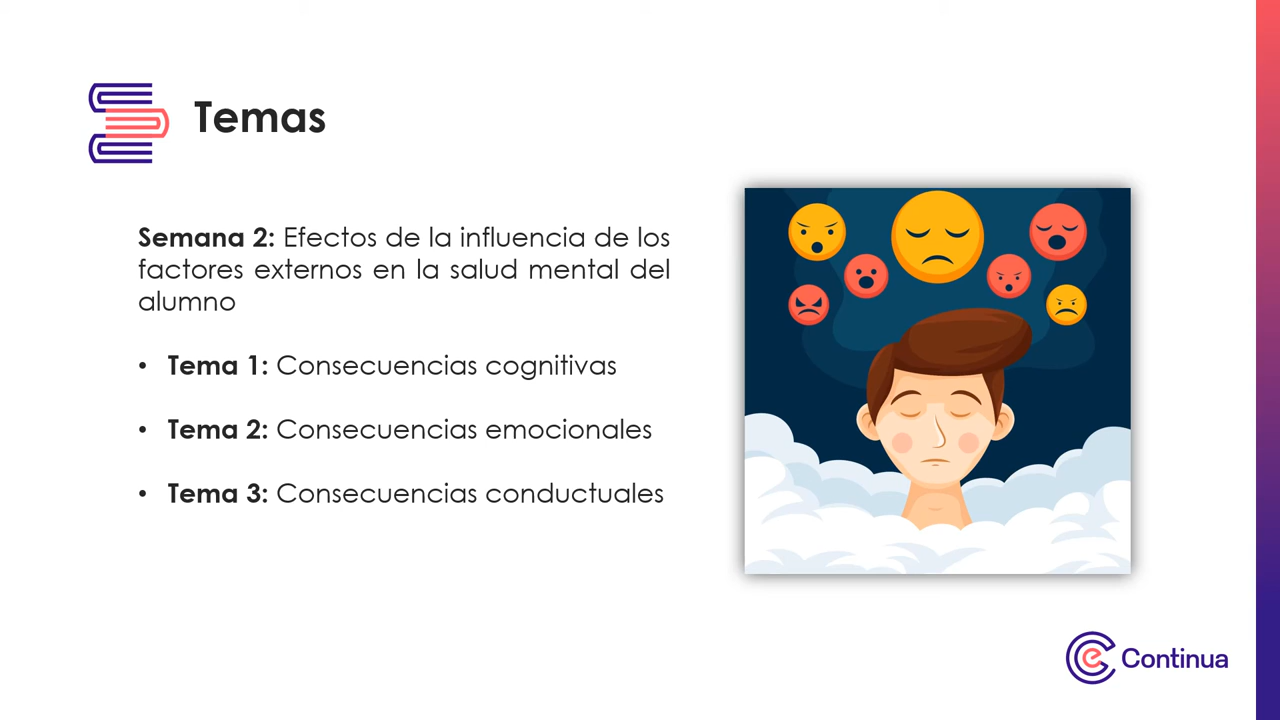 Temas
Semana 2: Efectos de la influencia de los
factores externos en la salud mental del
alumno
• Tema 1: Consecuencias cognitivas
• Tema 2: Consecuencias emocionales
• Tema 3: Consecuencias conductuales
Continua